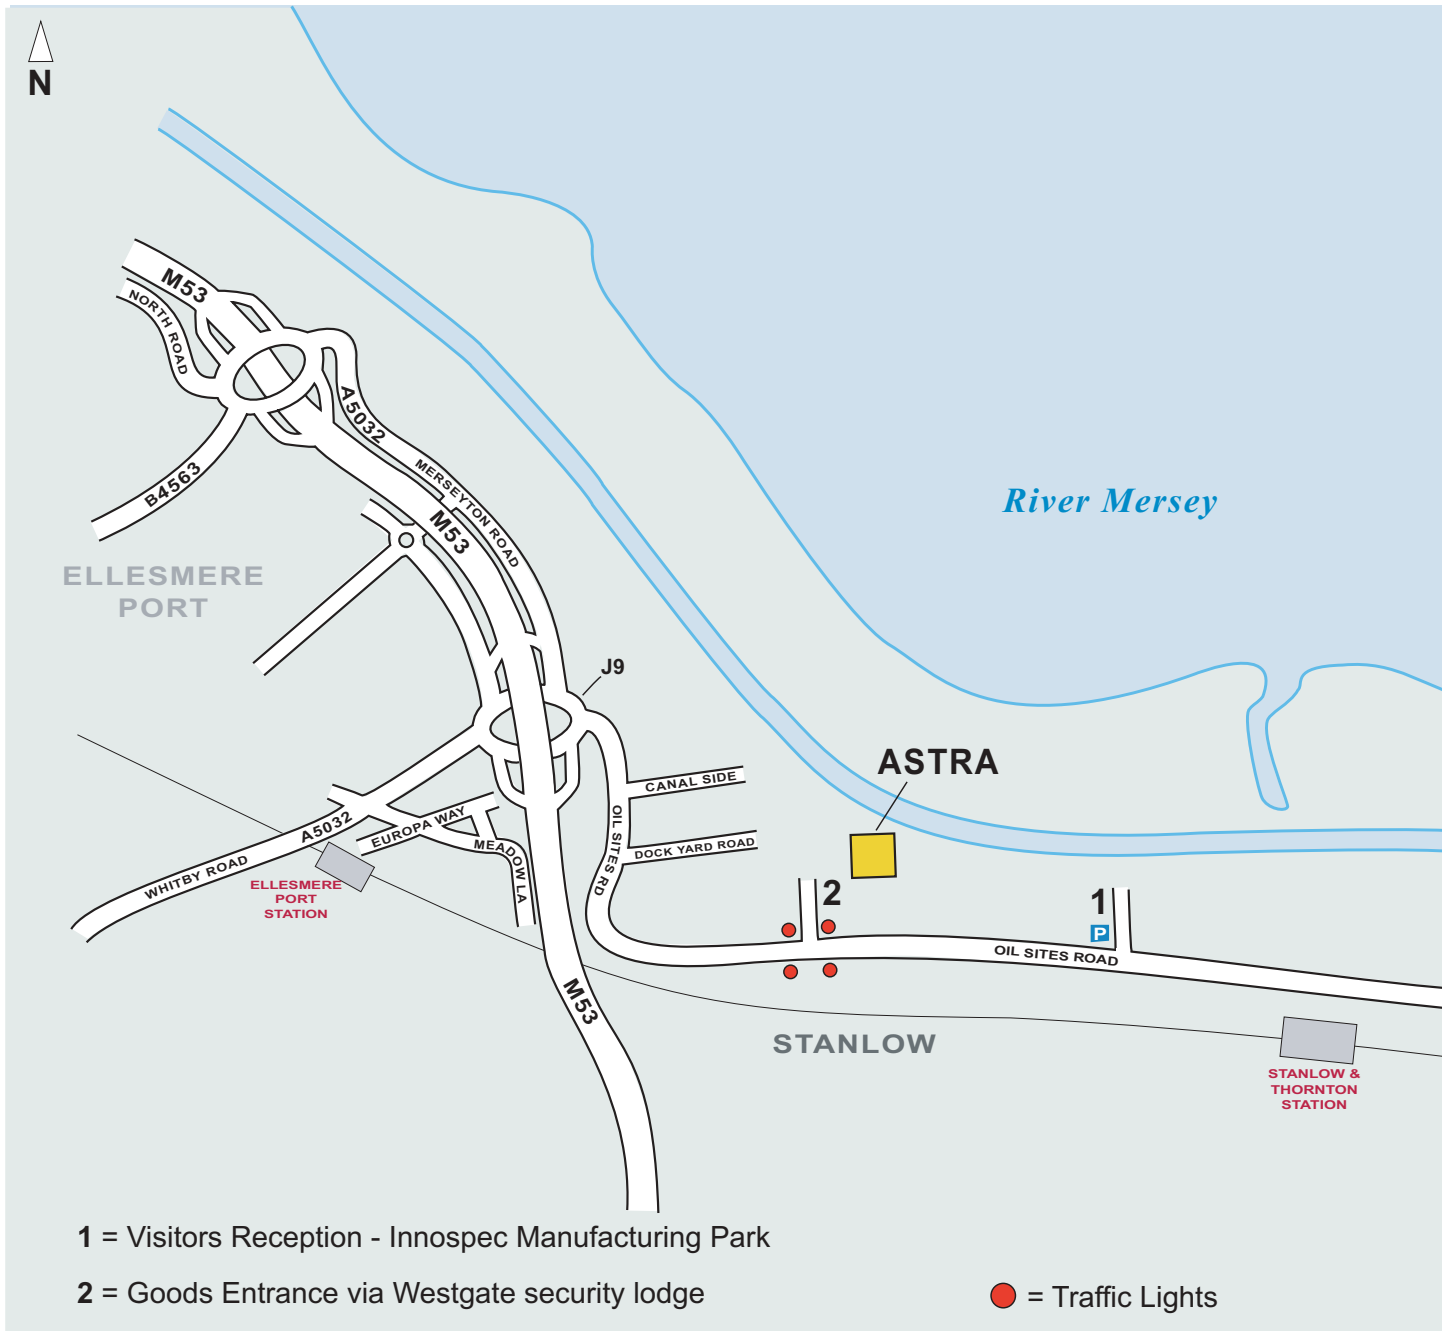 N
M53
NORTH ROAD
A5032
B4563
MERSEYTON ROAD
M53
River Mersey
ELLESMERE
PORT
J9
ASTRA
CANAL SIDE
OIL SITES RD
DOCK YARD ROAD
A5032
EUROPA WAY
MEADOW LA
WHITBY ROAD
ELLESMERE
PORT
STATION
2
1
P
OIL SITES ROAD
M53
STANLOW
STANLOW &
THORNTON
STATION
1 = Visitors Reception - Innospec Manufacturing Park
2 = Goods Entrance via Westgate security lodge
= Traffic Lights